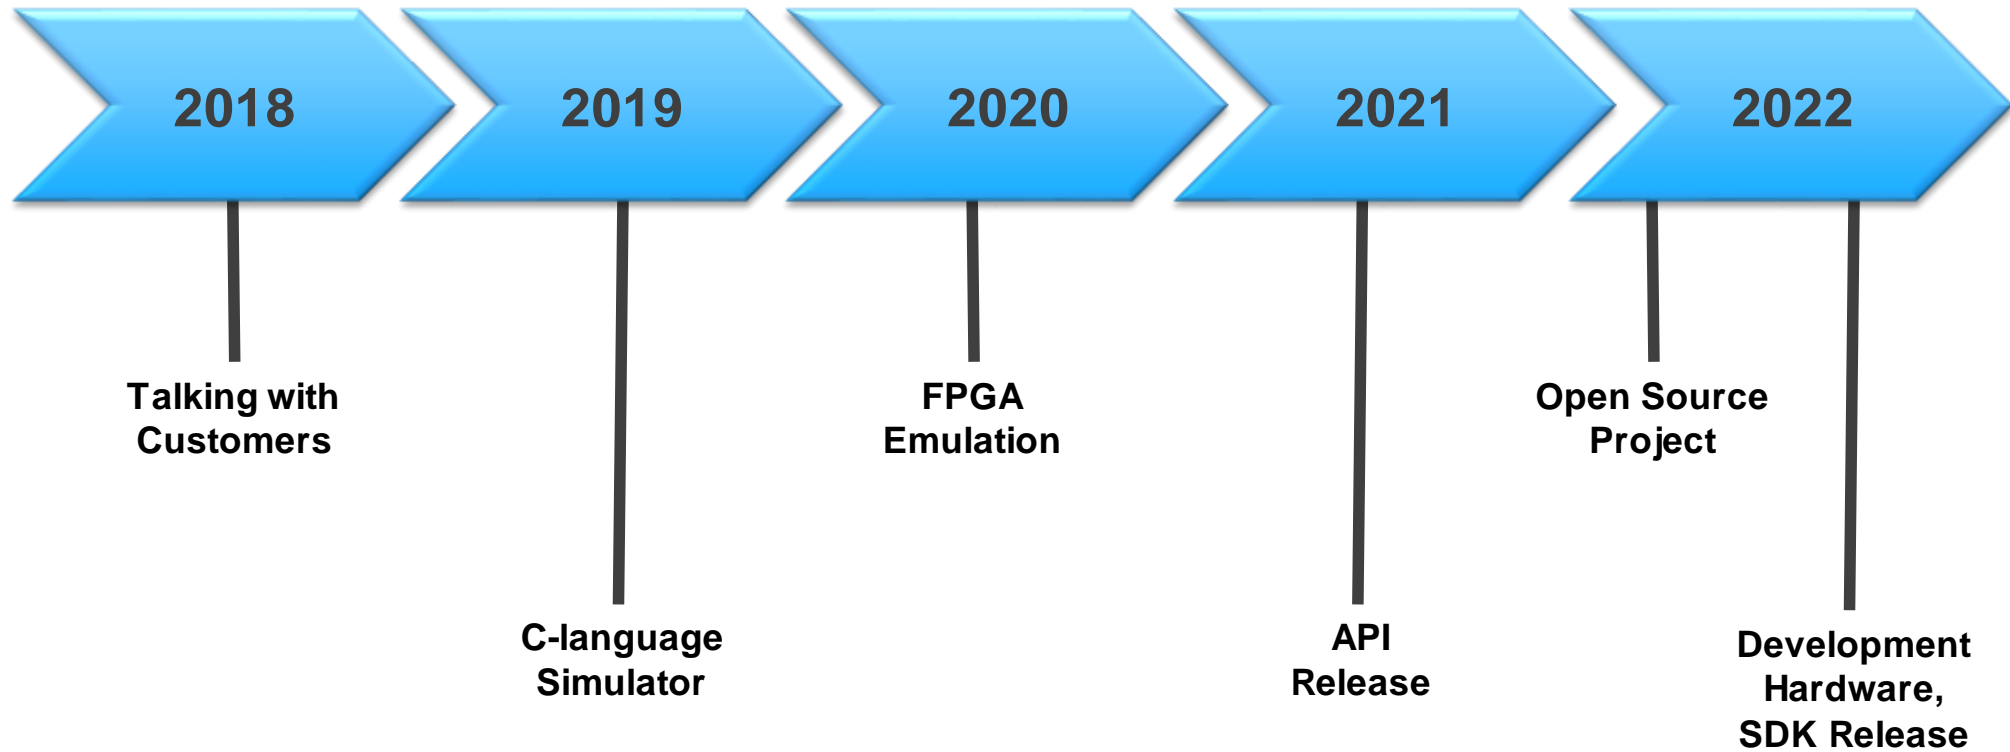 2018
2019
2020
2021
2022
Talking with
Customers
C-language
Simulator
FPGA
Emulation
API
Release
Open Source
Project
Development
Hardware,
SDK Release